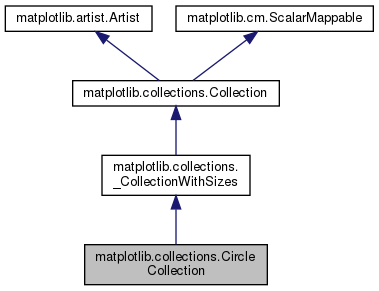 matplotlib.artist.Artist
matplotlib.cm.ScalarMappable
matplotlib.collections.Collection
matplotlib.collections.
_CollectionWithSizes
matplotlib.collections.Circle
Collection